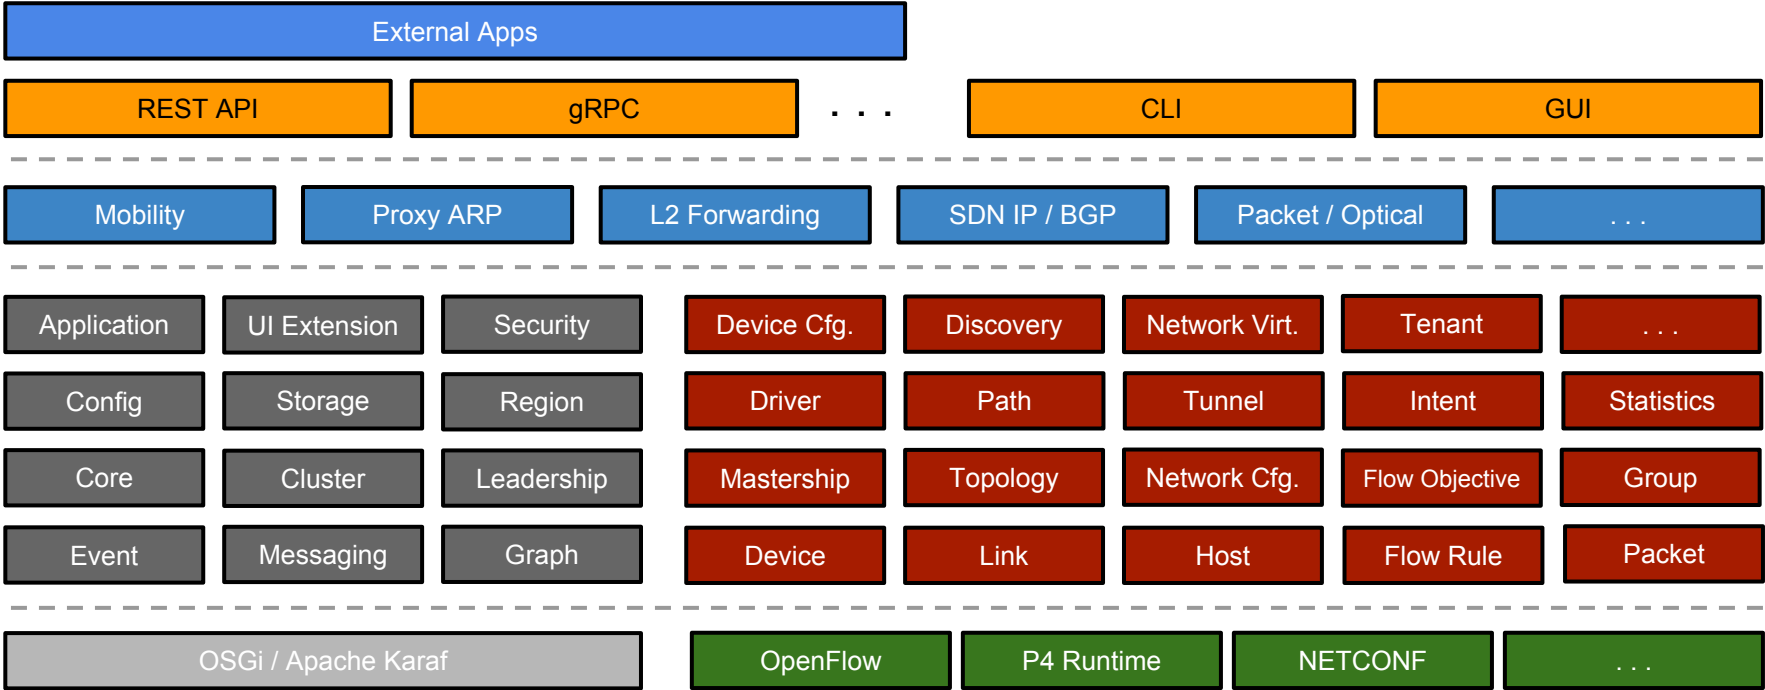 External Apps
REST API gRPC . . . CLI GUI
Mobility Proxy ARP L2 Forwarding SDN IP / BGP Packet / Optical . . .
Application UI Extension Security Device Cfg. Discovery Network Virt. Tenant . . .
Config Storage Region Driver Path Tunnel Intent Statistics
Core Cluster Leadership Mastership Topology Network Cfg. Flow Objective Group
Event Messaging Graph Device Link Host Flow Rule Packet
OSGi / Apache Karaf OpenFlow P4 Runtime NETCONF . . .